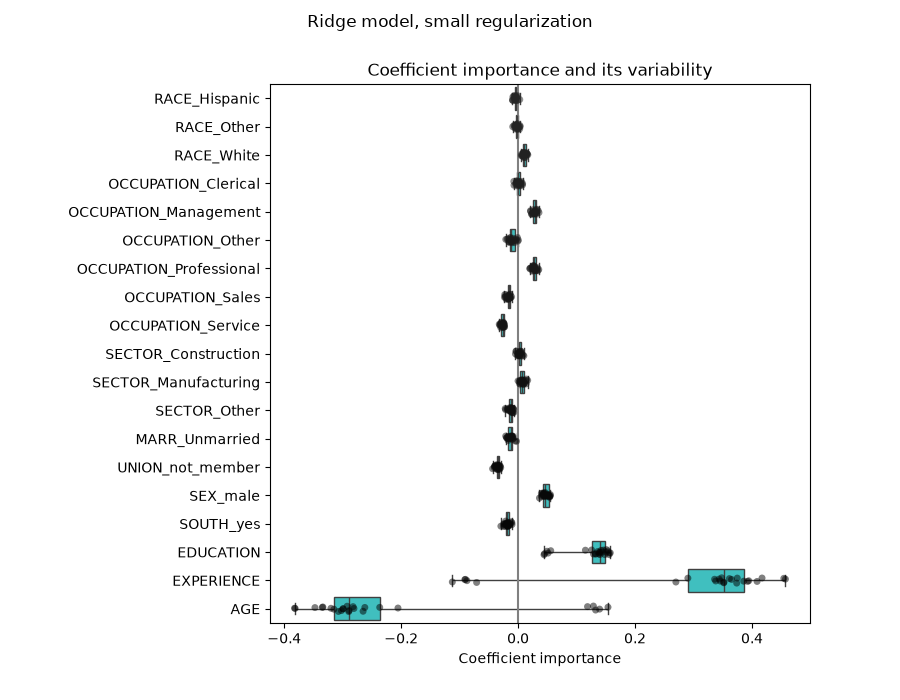 Ridge model, small regularization
Coefficient importance and its variability
RACE_Hispanic
RACE_Other
RACE_White
OCCUPATION_Clerical
OCCUPATION_Management
OCCUPATION_Other
OCCUPATION_Professional
OCCUPATION_Sales
OCCUPATION_Service
SECTOR_Construction
SECTOR_Manufacturing
SECTOR_Other
MARR_Unmarried
UNION_not_member
SEX_male
SOUTH_yes
EDUCATION
EXPERIENCE
AGE
−0.4 −0.2 0.0 0.2 0.4
Coefficient importance